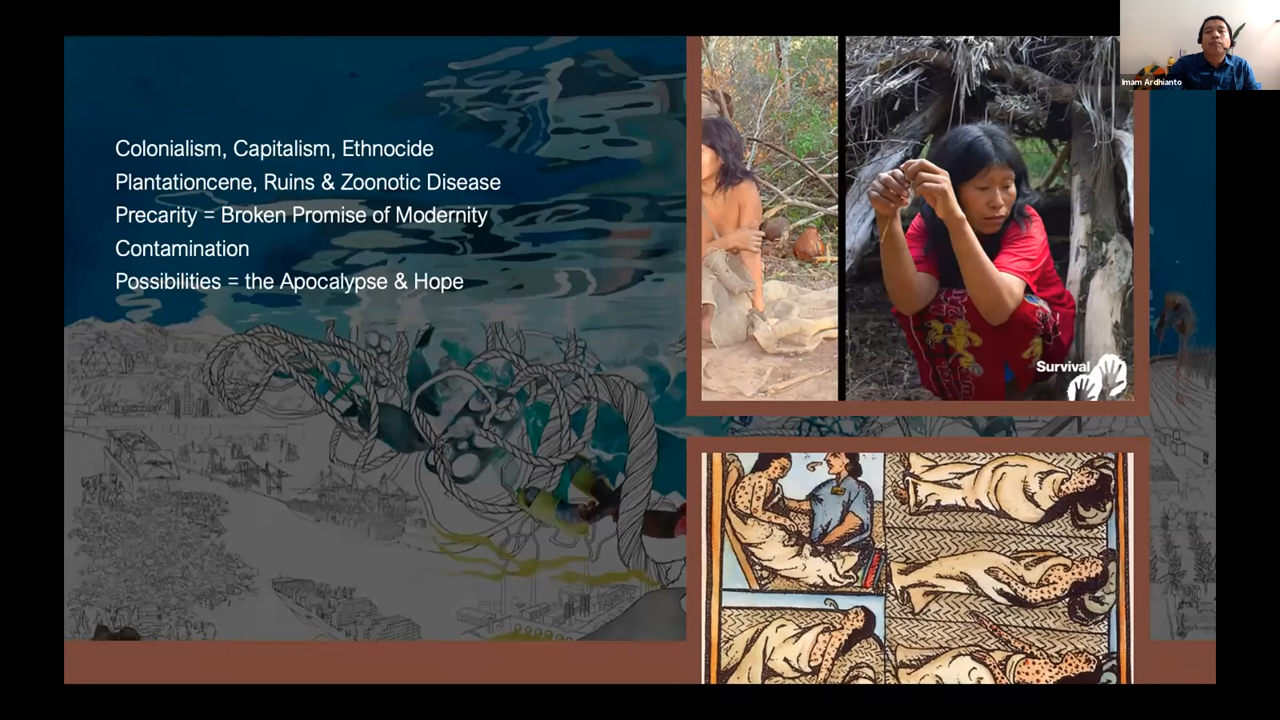 Colonialism, Capitalism, Ethnocide
Plantationcene, Ruins & Zoonotic Disease
Precarity = Broken Promise of Modernity
Contamination
Possibilities = the Apocalypse & Hope
Survival
Imam Ardhianto